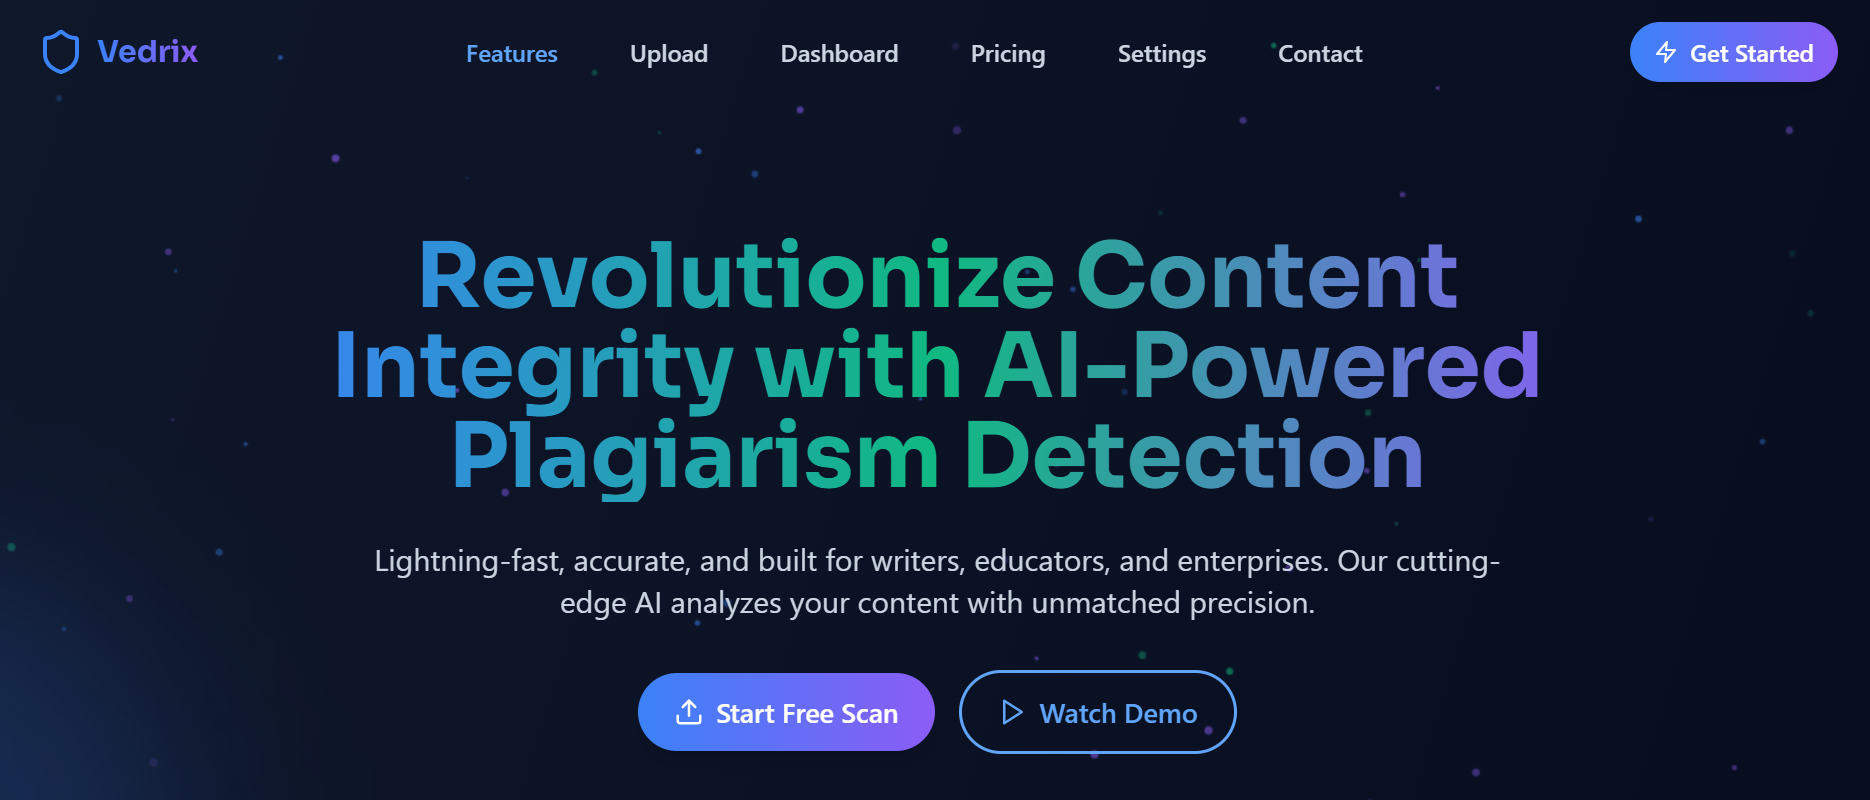 Vedrix
Features
Upload
Dashboard
Pricing
Settings
Contact
Get Started
Revolutionize Content
Integrity with AI-Powered
Plagiarism Detection
Lightning-fast, accurate, and built for writers, educators, and enterprises. Our cutting-
edge AI analyzes your content with unmatched precision.
Start Free Scan
Watch Demo